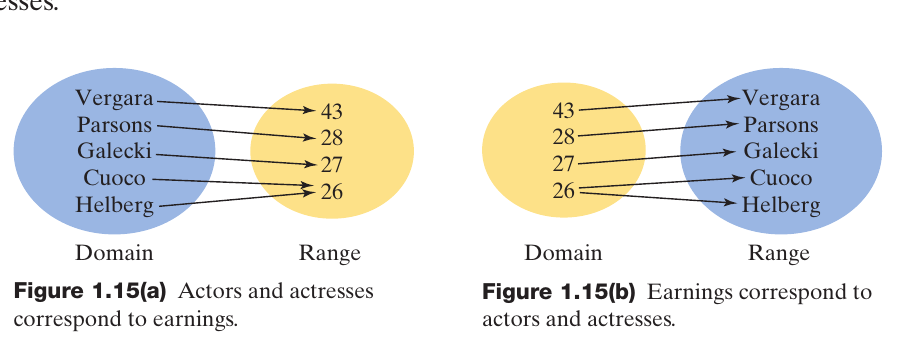 esses.
Vergara
Parsons
Galecki
Cuoco
Helberg
43
28
27
26
Domain
Range
Figure 1.15(a) Actors and actresses
correspond to earnings.
43
28
27
26
Vergara
Parsons
Galecki
Cuoco
Helberg
Domain
Range
Figure 1.15(b) Earnings correspond to
actors and actresses.